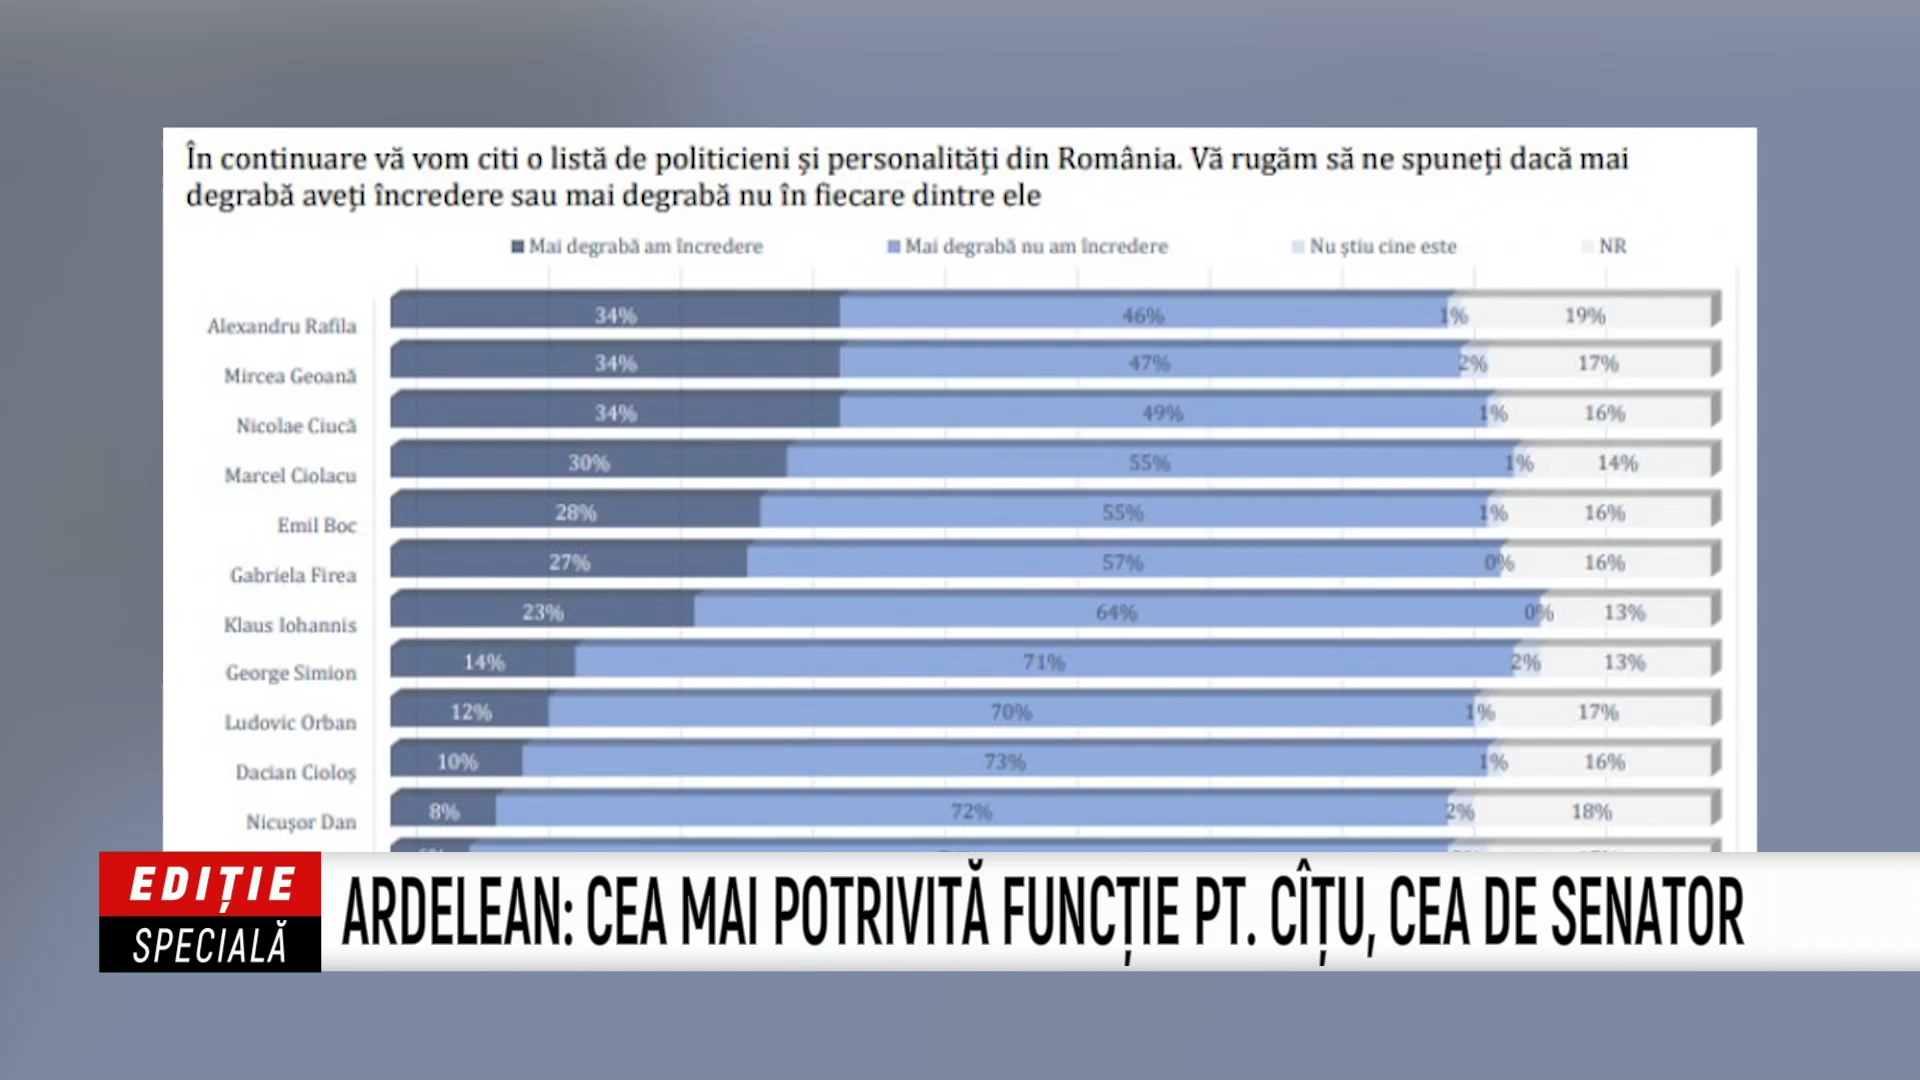 În continuare vă vom citi o listă de politicieni și personalități din România. Vă rugăm să ne spuneți dacă mai
degrabă aveți încredere sau mai degrabă nu în fiecare dintre ele
Mai degrabă am încredere Mai degrabă nu am încredere Nu știu cine este NR
Alexandru Rafila 34% 46% 1% 19%
Mircea Geoană 34% 47% 2% 17%
Nicolae Ciucă 34% 49% 1% 16%
Marcel Ciolacu 30% 55% 1% 14%
Emil Boc 28% 55% 1% 16%
Gabriela Firea 27% 57% 0% 16%
Klaus Iohannis 23% 64% 0% 13%
George Simion 14% 71% 2% 13%
Ludovic Orban 12% 70% 1% 17%
Dacian Cioloș 10% 73% 1% 16%
Nicușor Dan 8% 72% 2% 18%
EDIȚIE
SPECIALĂ
ARDELEAN: CEA MAI POTRIVITĂ FUNCȚIE PT. CÎȚU, CEA DE SENATOR